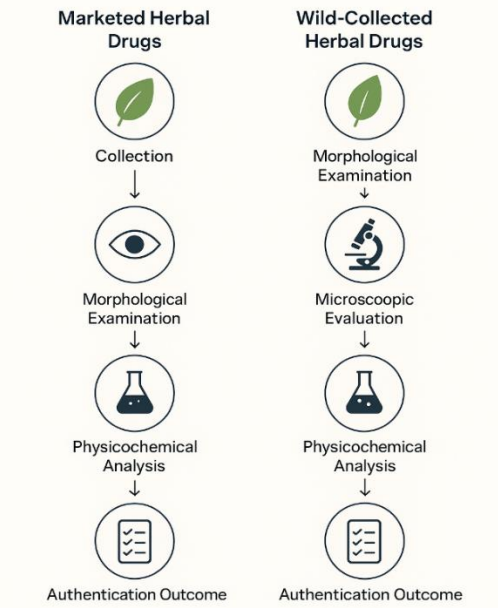 Marketed Herbal
Drugs
Collection
Morphological
Examination
Physicochemical
Analysis
Authentication Outcome
Wild-Collected
Herbal Drugs
Morphological
Examination
Microscoopic
Evaluation
Physicochemical
Analysis
Authentication Outcome